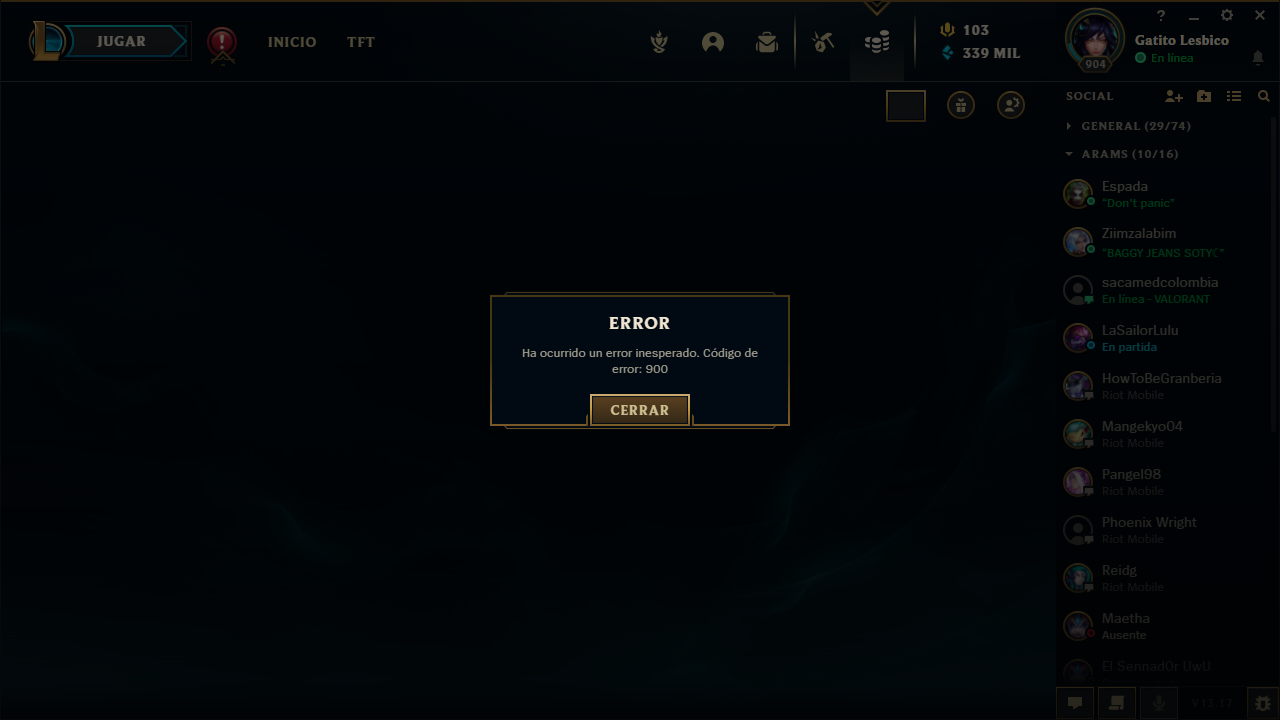 JUGAR
INICIO
TFT
103
339 MIL
?
904
Gatito Lesbico
En línea
SOCIAL
GENERAL (29/74)
ARAMS (10/16)
Espada
"Don't panic"
Ziimzalabim
"BAGGY JEANS SOTY☾"
sacamedcolombia
En línea - VALORANT
LaSailorLulu
En partida
HowToBeGranberia
Riot Mobile
Mangekyo04
Riot Mobile
Pangel98
Riot Mobile
Phoenix Wright
Riot Mobile
Reidg
Riot Mobile
Maetha
Ausente
El Sennad0r UwU
V13.17
ERROR
Ha ocurrido un error inesperado. Código de
error: 900
CERRAR